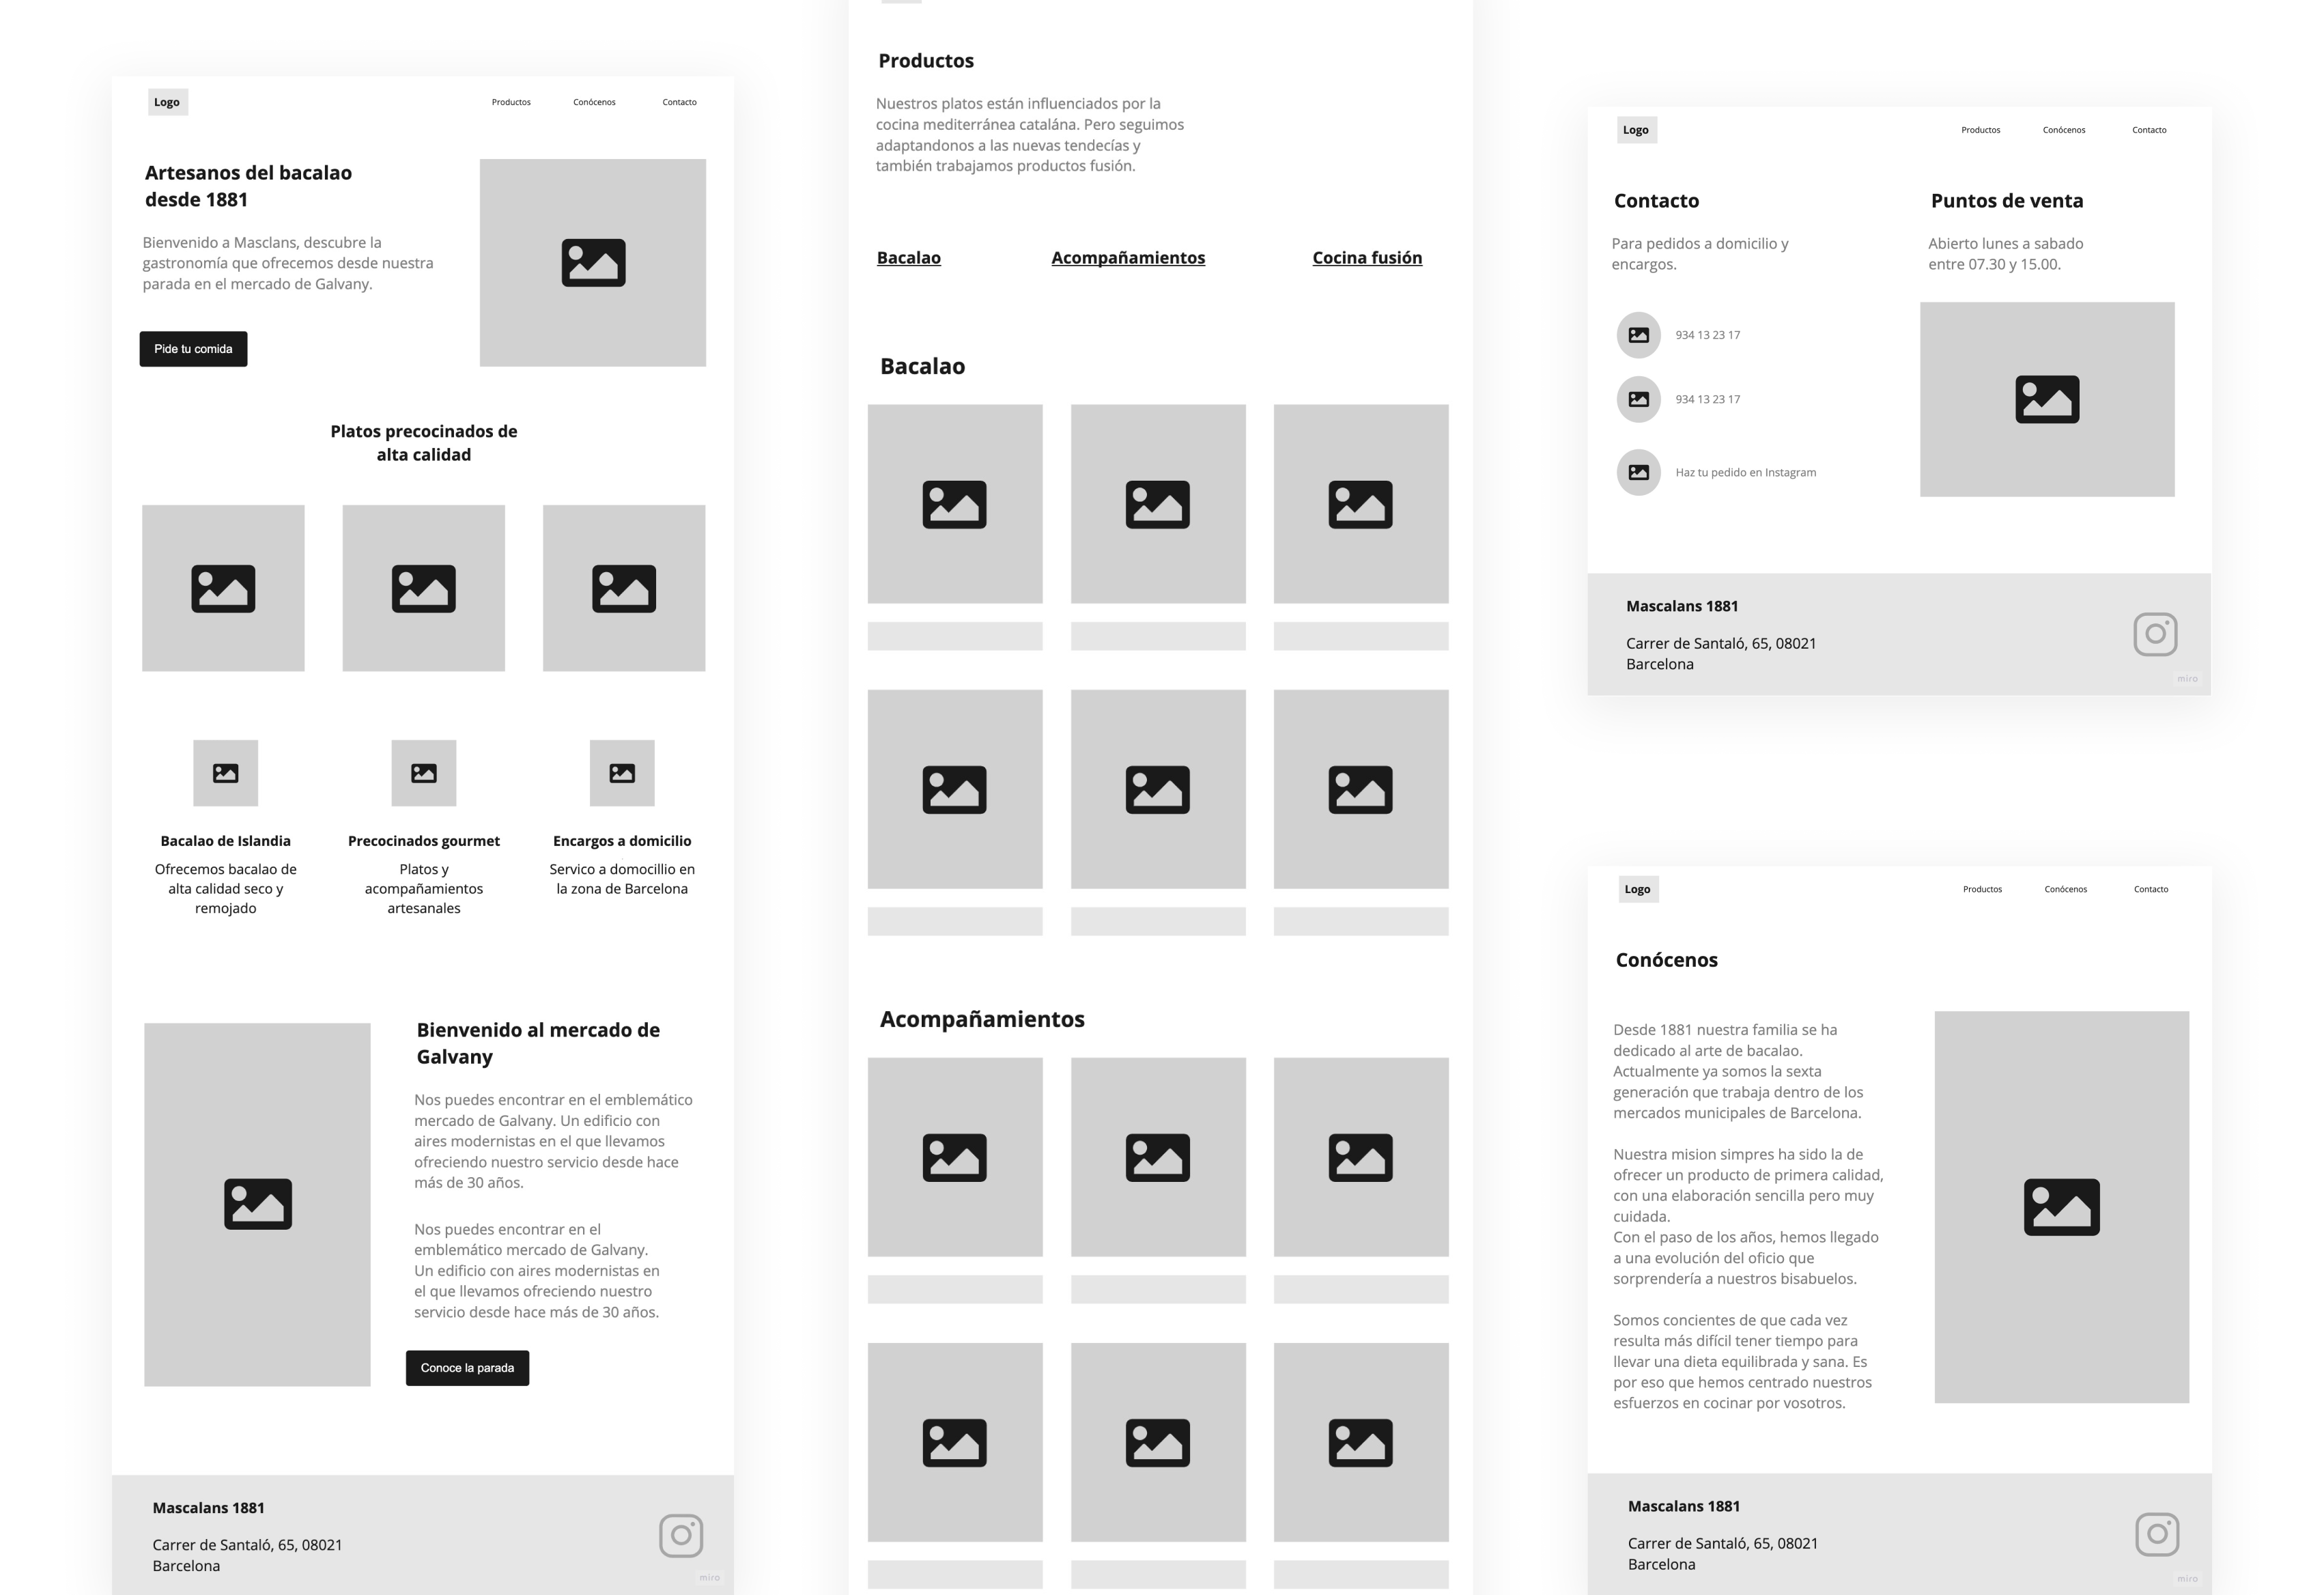 Logo
Productos
Conócenos
Contacto
Artesanos del bacalao
desde 1881
Bienvenido a Masclans, descubre la
gastronomía que ofrecemos desde nuestra
parada en el mercado de Galvany.
Pide tu comida
Platos precocinados de
alta calidad
Bacalao de Islandia
Ofrecemos bacalao de
alta calidad seco y
remojado
Precocinados gourmet
Platos y
acompañamientos
artesanales
Encargos a domicilio
Servico a domocillio en
la zona de Barcelona
Bienvenido al mercado de
Galvany
Nos puedes encontrar en el emblemático
mercado de Galvany. Un edificio con
aires modernistas en el que llevamos
ofreciendo nuestro servicio desde hace
más de 30 años.
Nos puedes encontrar en el
emblemático mercado de Galvany.
Un edificio con aires modernistas en
el que llevamos ofreciendo nuestro
servicio desde hace más de 30 años.
Conoce la parada
Mascalans 1881
Carrer de Santaló, 65, 08021
Barcelona
miro
Productos
Nuestros platos están influenciados por la
cocina mediterránea catalána. Pero seguimos
adaptandonos a las nuevas tendecías y
también trabajamos productos fusión.
Bacalao
Acompañamientos
Cocina fusión
Bacalao
Acompañamientos
Logo
Productos
Conócenos
Contacto
Contacto
Para pedidos a domicilio y
encargos.
934 13 23 17
934 13 23 17
Haz tu pedido en Instagram
Puntos de venta
Abierto lunes a sabado
entre 07.30 y 15.00.
Mascalans 1881
Carrer de Santaló, 65, 08021
Barcelona
miro
Logo
Productos
Conócenos
Contacto
Conócenos
Desde 1881 nuestra familia se ha
dedicado al arte de bacalao.
Actualmente ya somos la sexta
generación que trabaja dentro de los
mercados municipales de Barcelona.
Nuestra mision simpres ha sido la de
ofrecer un producto de primera calidad,
con una elaboración sencilla pero muy
cuidada.
Con el paso de los años, hemos llegado
a una evolución del oficio que
sorprendería a nuestros bisabuelos.
Somos concientes de que cada vez
resulta más difícil tener tiempo para
llevar una dieta equilibrada y sana. Es
por eso que hemos centrado nuestros
esfuerzos en cocinar por vosotros.
Mascalans 1881
Carrer de Santaló, 65, 08021
Barcelona
miro